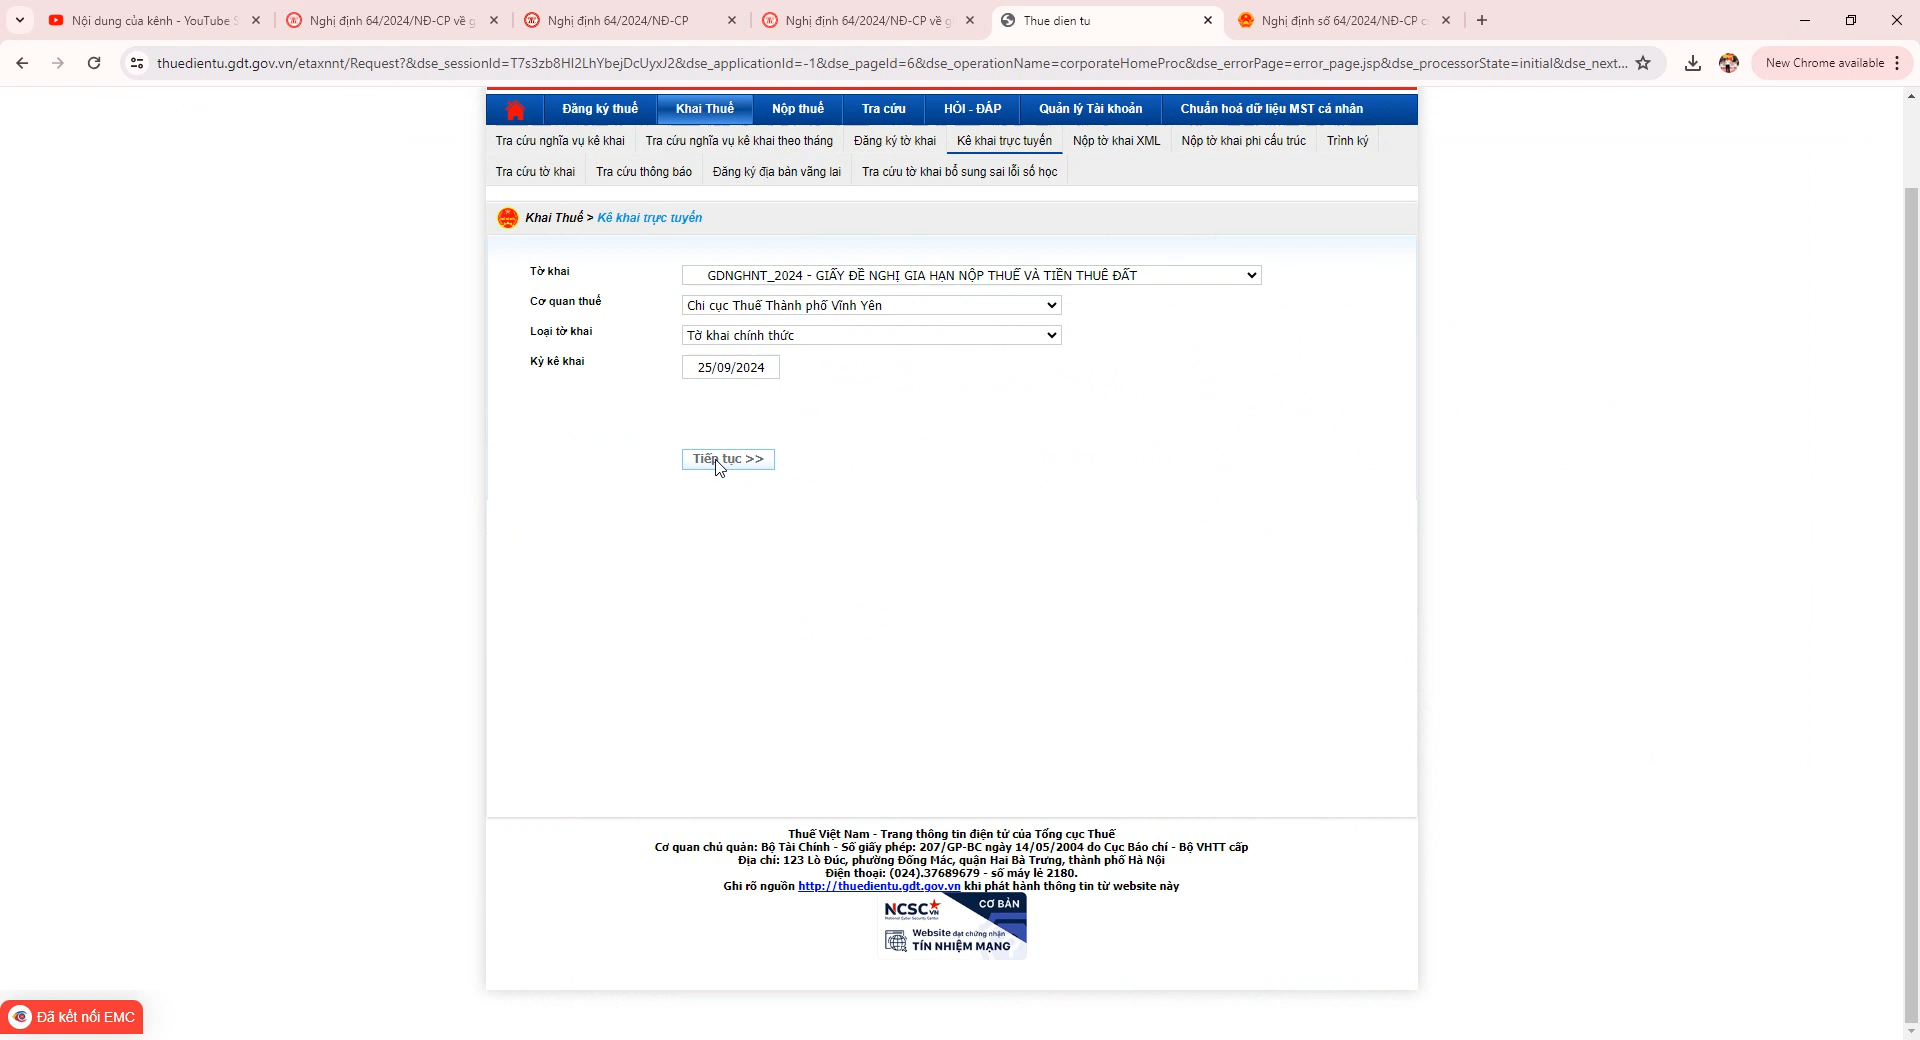 Nội dung của kênh - YouTube S
Nghị định 64/2024/NĐ-CP về g
Nghị định 64/2024/NĐ-CP
Nghị định 64/2024/NĐ-CP về g
Thue dien tu
Nghị định số 64/2024/NĐ-CP c
thuedientu.gdt.gov.vn/etaxnnt/Request?&dse_sessionId=T7s3zb8HI2LhYbejDcUyxJ2&dse_applicationId=-1&dse_pageId=6&dse_operationName=corporateHomeProc&dse_errorPage=error_page.jsp&dse_processorState=initial&dse_next...
New Chrome available
Đăng ký thuế
Khai Thuế
Nộp thuế
Tra cứu
HỎI - ĐÁP
Quản lý Tài khoản
Chuẩn hoá dữ liệu MST cá nhân
Tra cứu nghĩa vụ kê khai
Tra cứu nghĩa vụ kê khai theo tháng
Đăng ký tờ khai
Kê khai trực tuyến
Nộp tờ khai XML
Nộp tờ khai phi cấu trúc
Trình ký
Tra cứu tờ khai
Tra cứu thông báo
Đăng ký địa bàn vãng lai
Tra cứu tờ khai bổ sung sai lỗi số học
Khai Thuế > Kê khai trực tuyến
Tờ khai
GDNGHNT_2024 - GIẤY ĐỀ NGHỊ GIA HẠN NỘP THUẾ VÀ TIỀN THUÊ ĐẤT
Cơ quan thuế
Chi cục Thuế Thành phố Vĩnh Yên
Loại tờ khai
Tờ khai chính thức
Kỳ kê khai
25/09/2024
Tiếp tục >>
Thuế Việt Nam - Trang thông tin điện tử của Tổng cục Thuế
Cơ quan chủ quản: Bộ Tài Chính - Số giấy phép: 207/GP-BC ngày 14/05/2004 do Cục Báo chí - Bộ VHTT cấp
Địa chỉ: 123 Lò Đúc, phường Đống Mác, quận Hai Bà Trưng, thành phố Hà Nội
Điện thoại: (024).37689679 - số máy lẻ 2180.
Ghi rõ nguồn http://thuedientu.gdt.gov.vn khi phát hành thông tin từ website này
NCSC VN
CƠ BẢN
National Cyber Security Center
Website đạt chứng nhận
TÍN NHIỆM MẠNG
Đã kết nối EMC